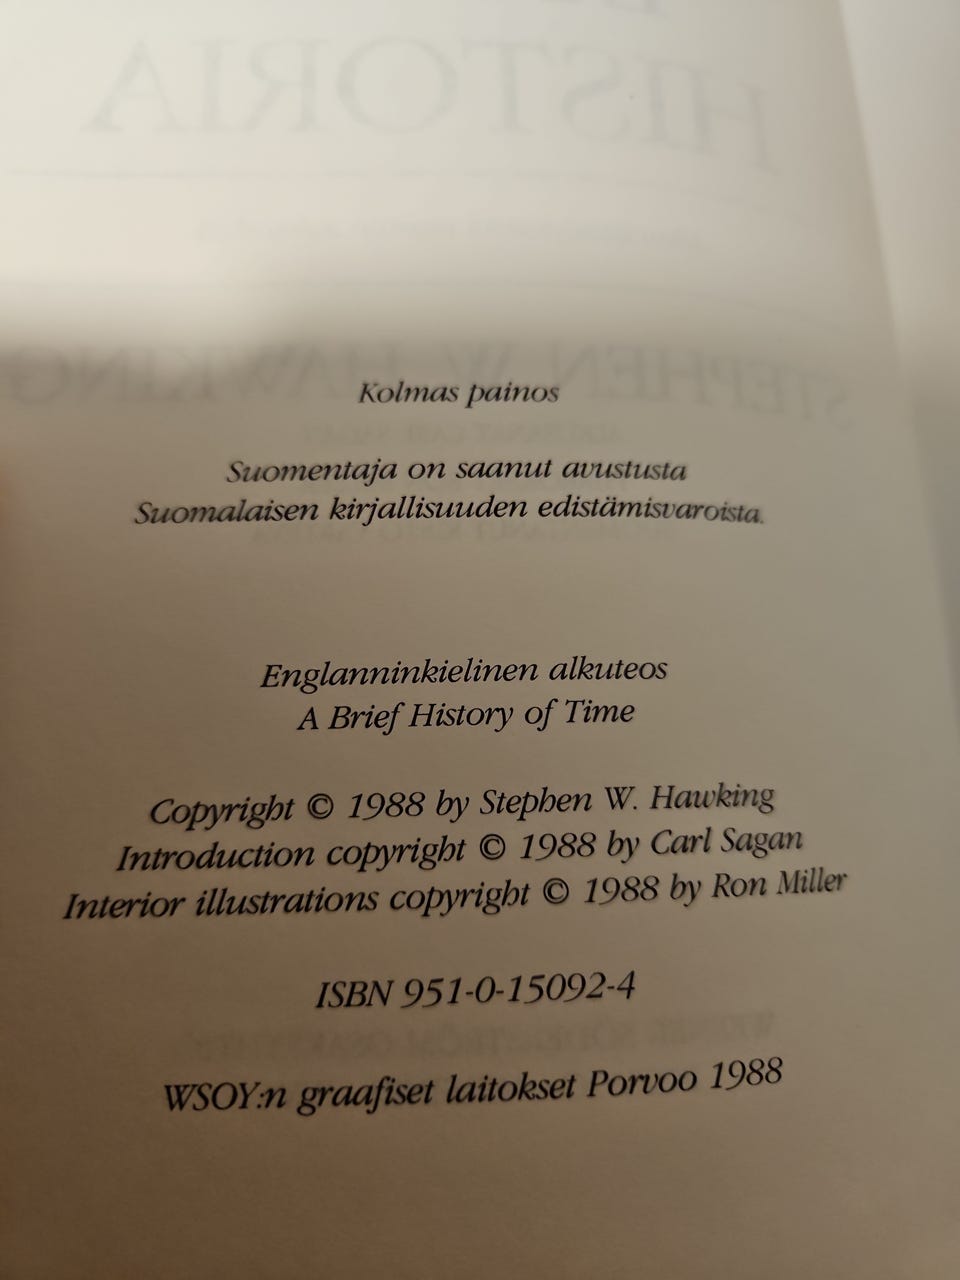 Kolmas painos
Suomentaja on saanut avustusta
Suomalaisen kirjallisuuden edistämisvaroista.
Englanninkielinen alkuteos
A Brief History of Time
Copyright © 1988 by Stephen W. Hawking
Introduction copyright © 1988 by Carl Sagan
Interior illustrations copyright © 1988 by Ron Miller
ISBN 951-0-15092-4
WSOY:n graafiset laitokset Porvoo 1988